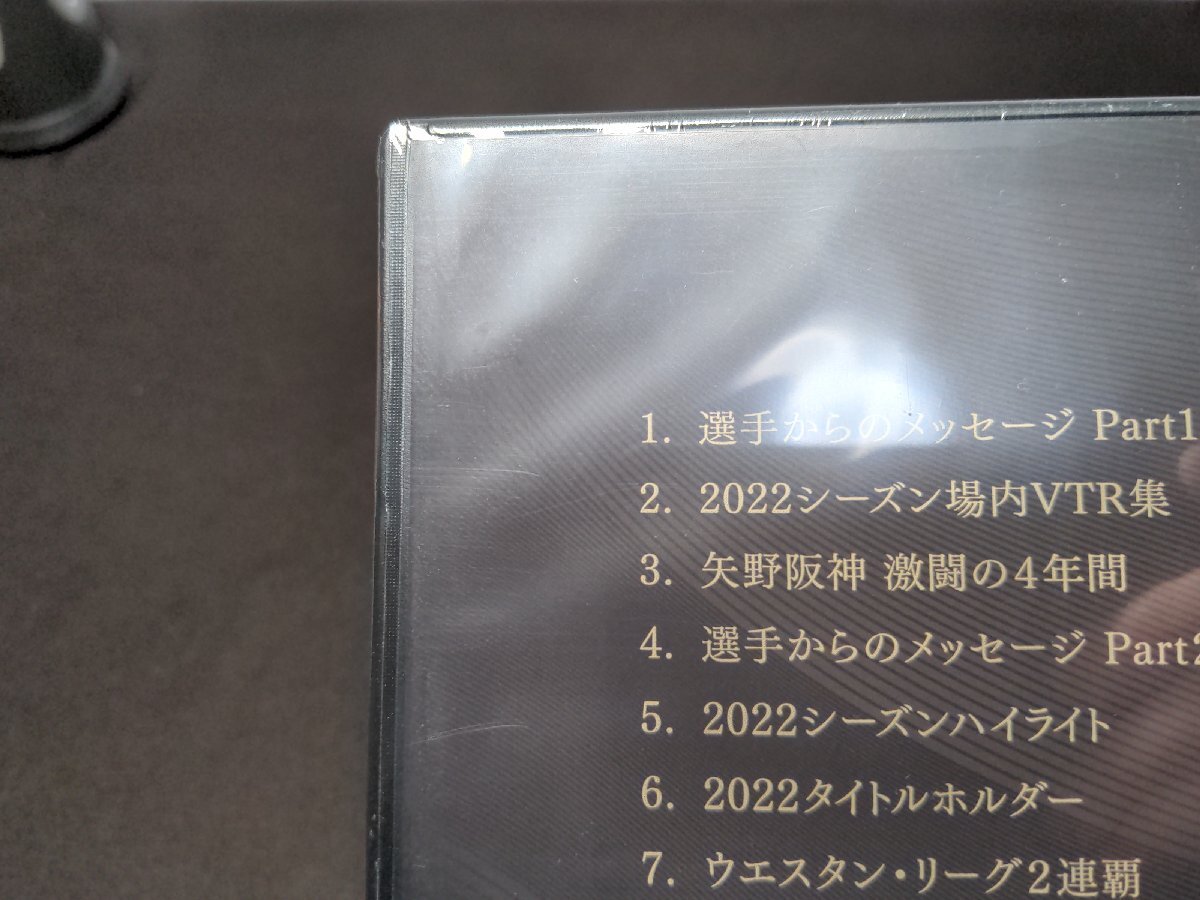 1. 選手からのメッセージ Part1
2. 2022シーズン場内VTR集
3. 矢野阪神 激闘の4年間
4. 選手からのメッセージ Part2
5. 2022シーズンハイライト
6. 2022タイトルホルダー
7. ウエスタン・リーグ2連覇